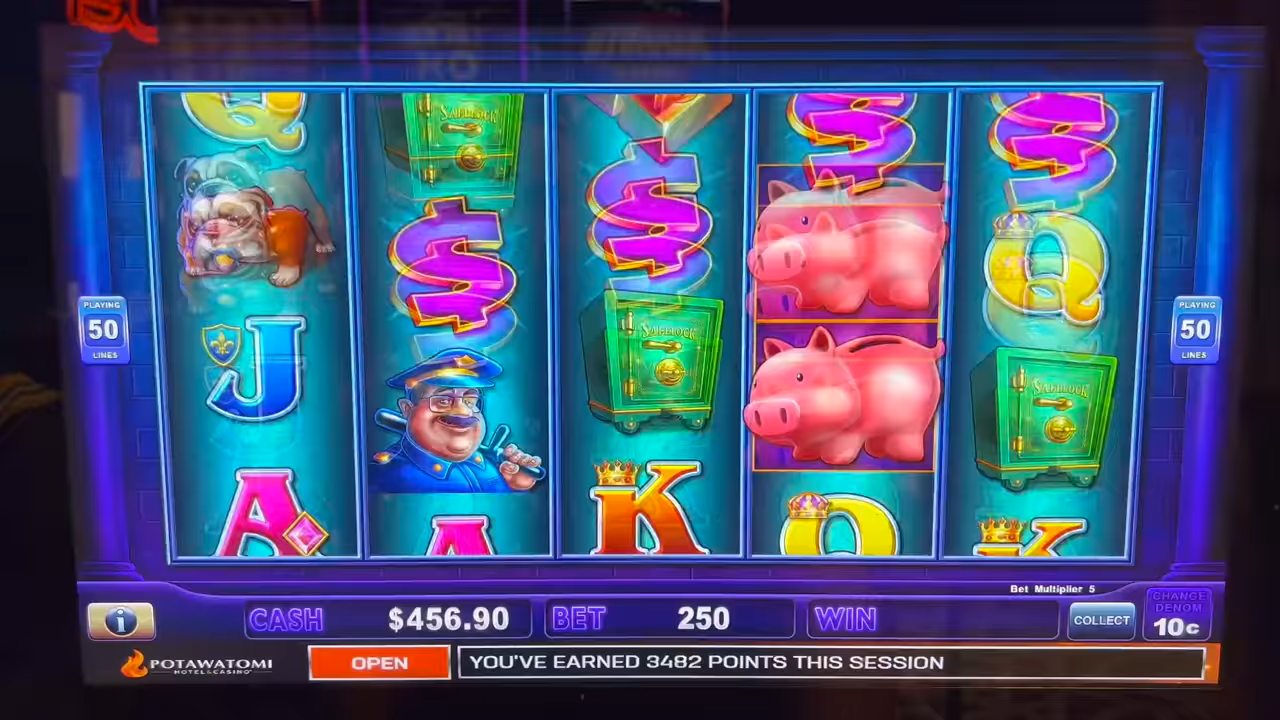 SAFELOCK
SAFELOCK
SAFELOCK
Q
J
A
A
K
Q
Q
K
PLAYING
50
LINES
PLAYING
50
LINES
Bet Multiplier 5
CASH $456.90
BET 250
WIN
COLLECT
CHANGE
DENOM
10¢
POTAWATOMI
HOTEL & CASINO
OPEN
YOU'VE EARNED 3482 POINTS THIS SESSION